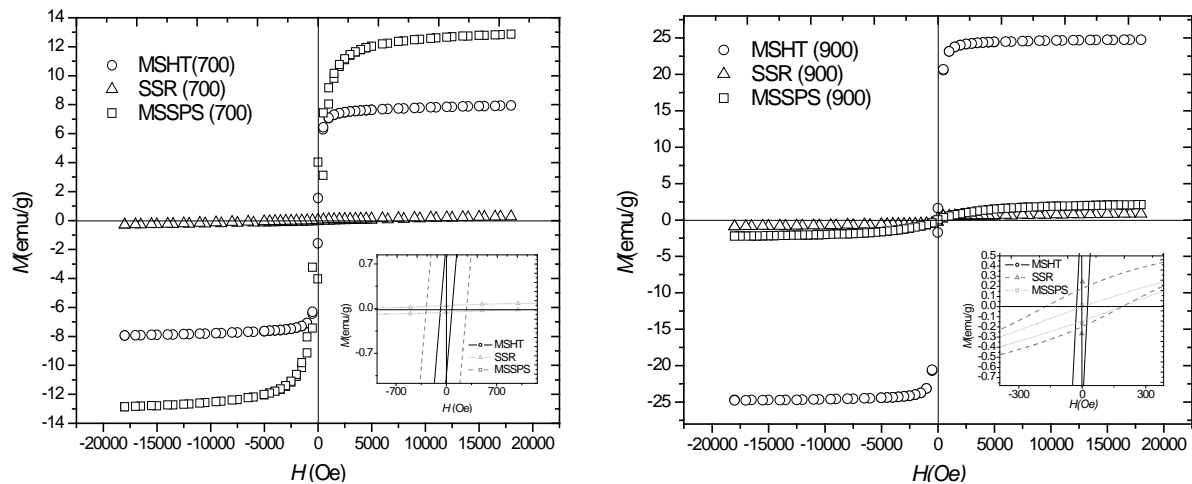 14
12
10
8
6
4
2
0
-2
-4
-6
-8
-10
-12
-14
M(emu/g)
MSHT(700)
SSR (700)
MSSPS (700)
0.7
0.0
-0.7
M(emu/g)
MSHT
SSR
MSSPS
-700 0 700
H (Oe)
-20000 -15000 -10000 -5000 0 5000 10000 15000 20000
H (Oe)
25
20
15
10
5
0
-5
-10
-15
-20
-25
M(emu/g)
MSHT (900)
SSR (900)
MSSPS (900)
0.5
0.4
0.3
0.2
0.1
0.0
-0.1
-0.2
-0.3
-0.4
-0.5
-0.6
-0.7
M(emu/g)
MSHT
SSR
MSSPS
-300 0 300
H(Oe)
-20000 -15000 -10000 -5000 0 5000 10000 15000 20000
H(Oe)